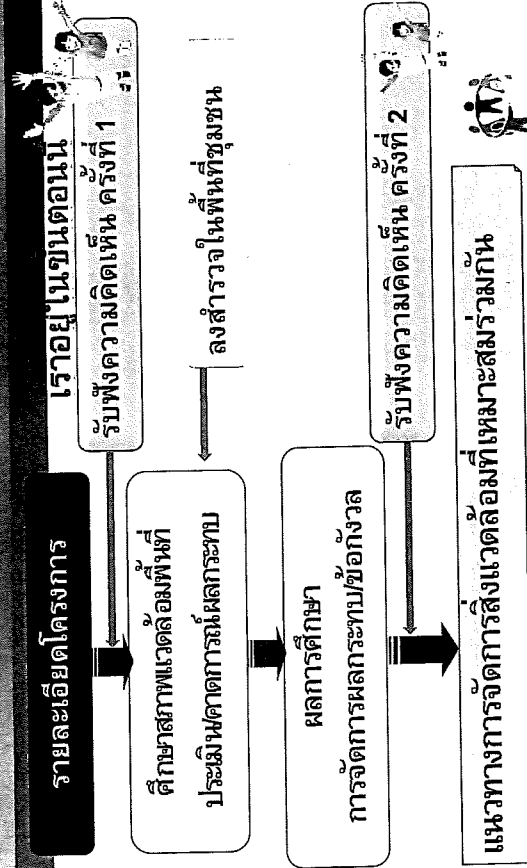 เราอยู่ในขั้นตอนนี้
รายละเอียดโครงการ
รับฟังความคิดเห็น ครั้งที่ 1
ศึกษาสภาพแวดล้อมพื้นที่
ประเมิน/คาดการณ์ผลกระทบ
ลงสำรวจในพื้นที่ชุมชน
ผลการศึกษา
การจัดการผลกระทบ/ข้อกังวล
รับฟังความคิดเห็น ครั้งที่ 2
แนวทางการจัดการสิ่งแวดล้อมที่เหมาะสมร่วมกัน